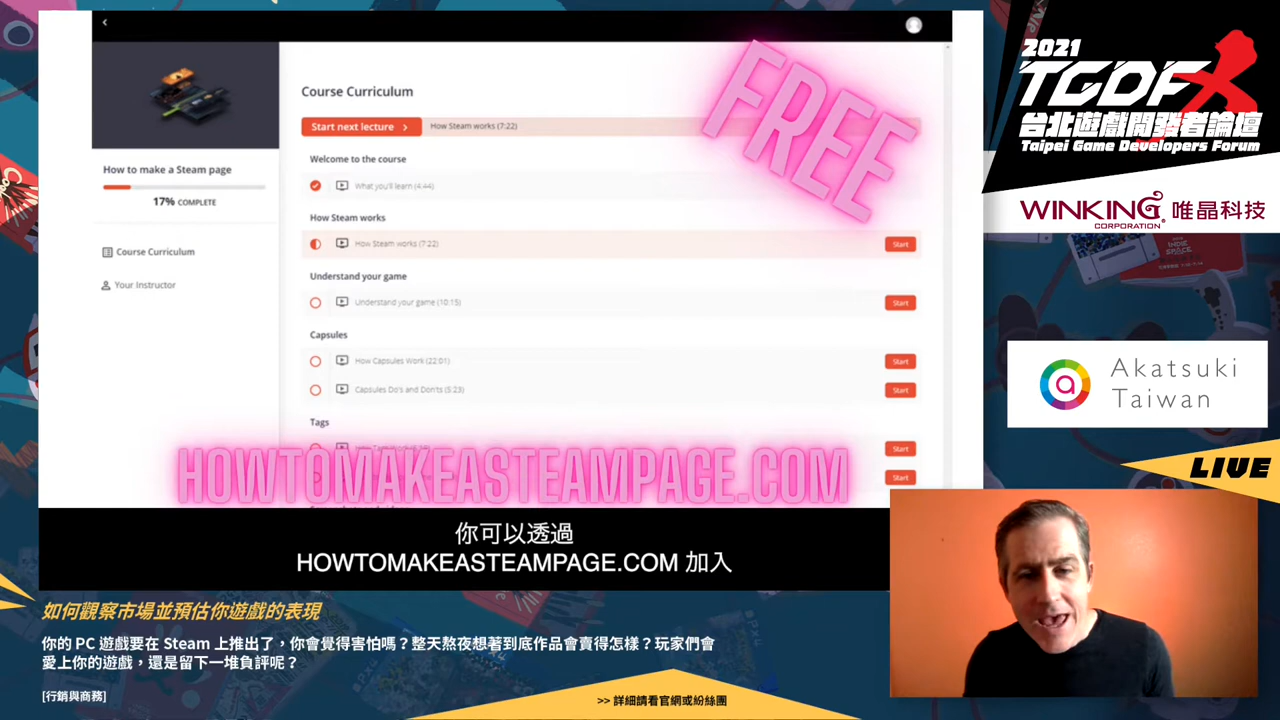 Course Curriculum
Start next lecture >
How Steam works (7:22)
FREE
Welcome to the course
What you'll learn (4:44)
How to make a Steam page
17% COMPLETE
How Steam works
How Steam works (7:22)
Start
Course Curriculum
Understand your game
Your Instructor
Understand your game (10:15)
Start
Capsules
How Capsules Work (22:01)
Start
Capsules Do's and Don'ts (5:23)
Start
Tags
Start
Start
HOWTOMAKEASTEAMPAGE.COM
你可以透過
HOWTOMAKEASTEAMPAGE.COM 加入
2021
TGDF X
台北遊戲開發者論壇
Taipei Game Developers Forum
WINKING 唯晶科技
CORPORATION
Akatsuki
Taiwan
LIVE
如何觀察市場並預估你遊戲的表現
你的 PC 遊戲要在 Steam 上推出了，你會覺得害怕嗎？整天熬夜想著到底作品會賣得怎樣？玩家們會
愛上你的遊戲，還是留下一堆負評呢？
[行銷與商務]
>> 詳細請看官網或粉絲團